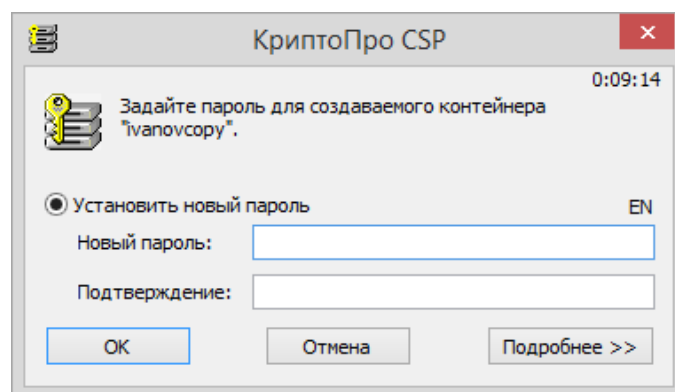 КриптоПро CSP
0:09:14
Задайте пароль для создаваемого контейнера
"ivanovcopy".
Установить новый пароль
EN
Новый пароль:
Подтверждение:
ОК
Отмена
Подробнее >>